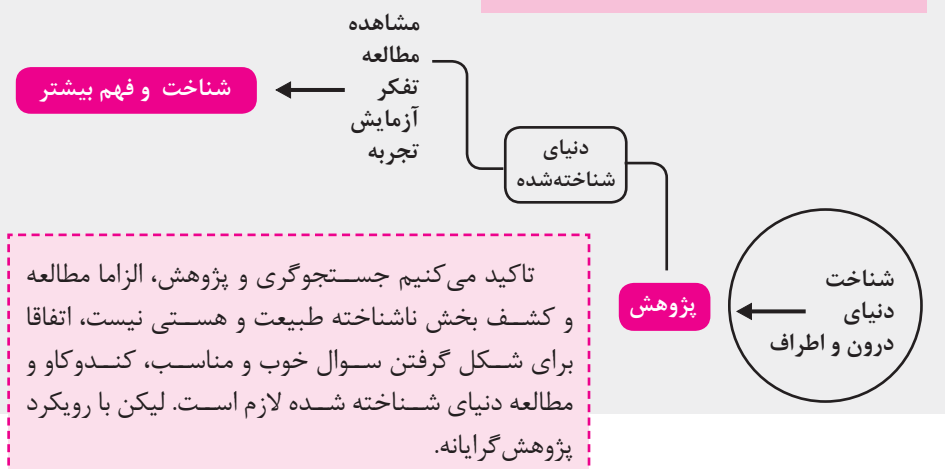 شناخت
دنیای
درون و اطراف
پژوهش
دنیای
شناخته‌شده
مشاهده
مطالعه
تفکر
آزمایش
تجربه
شناخت و فهم بیشتر
تاکید می‌کنیم جستجوگری و پژوهش، الزاما مطالعه
و کشف بخش ناشناخته طبیعت و هستی نیست، اتفاقا
برای شکل گرفتن سوال خوب و مناسب، کندوکاو و
مطالعه دنیای شناخته شده لازم است. لیکن با رویکرد
پژوهش‌گرایانه.